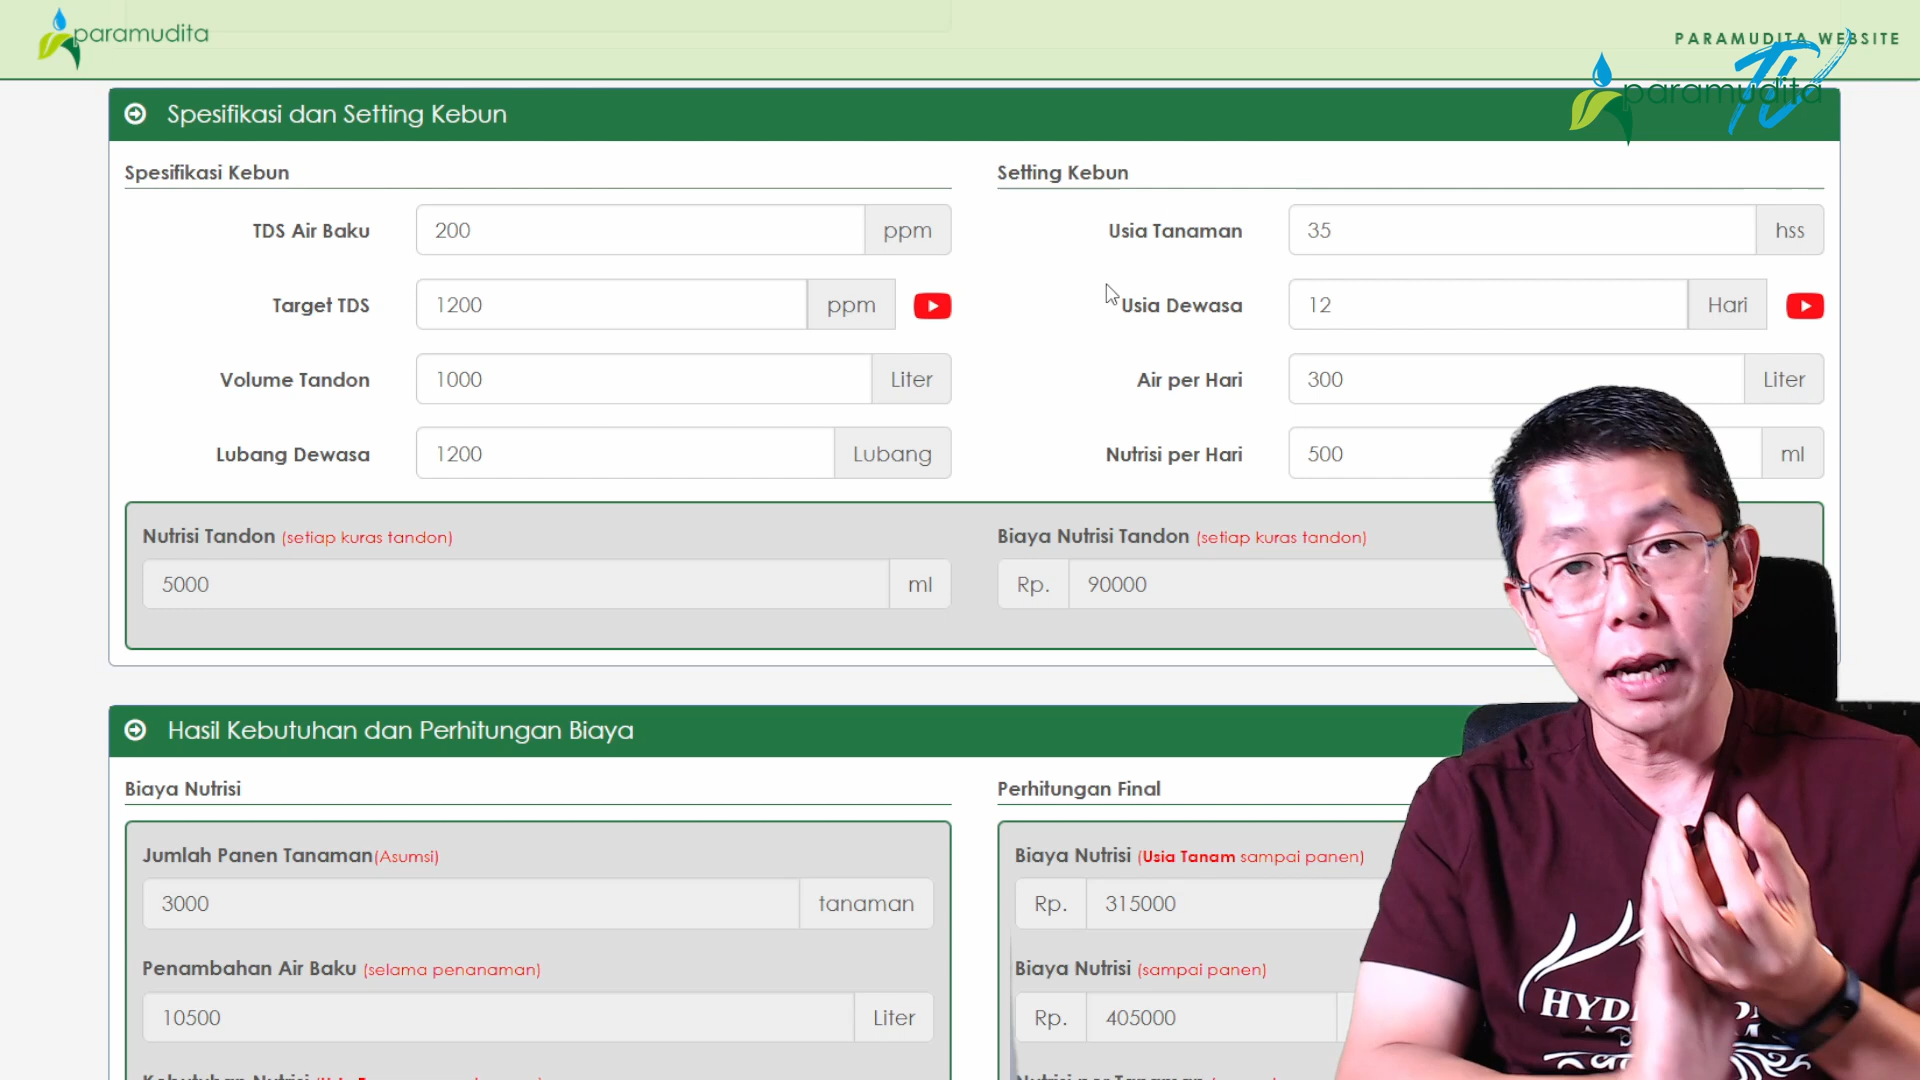 paramudita
PARAMUDITA WEBSITE
paramudita
TV
Spesifikasi dan Setting Kebun
Spesifikasi Kebun
TDS Air Baku 200 ppm
Target TDS 1200 ppm
Volume Tandon 1000 Liter
Lubang Dewasa 1200 Lubang
Setting Kebun
Usia Tanaman 35 hss
Usia Dewasa 12 Hari
Air per Hari 300 Liter
Nutrisi per Hari 500 ml
Nutrisi Tandon (setiap kuras tandon)
5000 ml
Biaya Nutrisi Tandon (setiap kuras tandon)
Rp. 90000
Hasil Kebutuhan dan Perhitungan Biaya
Biaya Nutrisi
Jumlah Panen Tanaman(Asumsi)
3000 tanaman
Penambahan Air Baku (selama penanaman)
10500 Liter
Perhitungan Final
Biaya Nutrisi (Usia Tanam sampai panen)
Rp. 315000
Biaya Nutrisi (sampai panen)
Rp. 405000